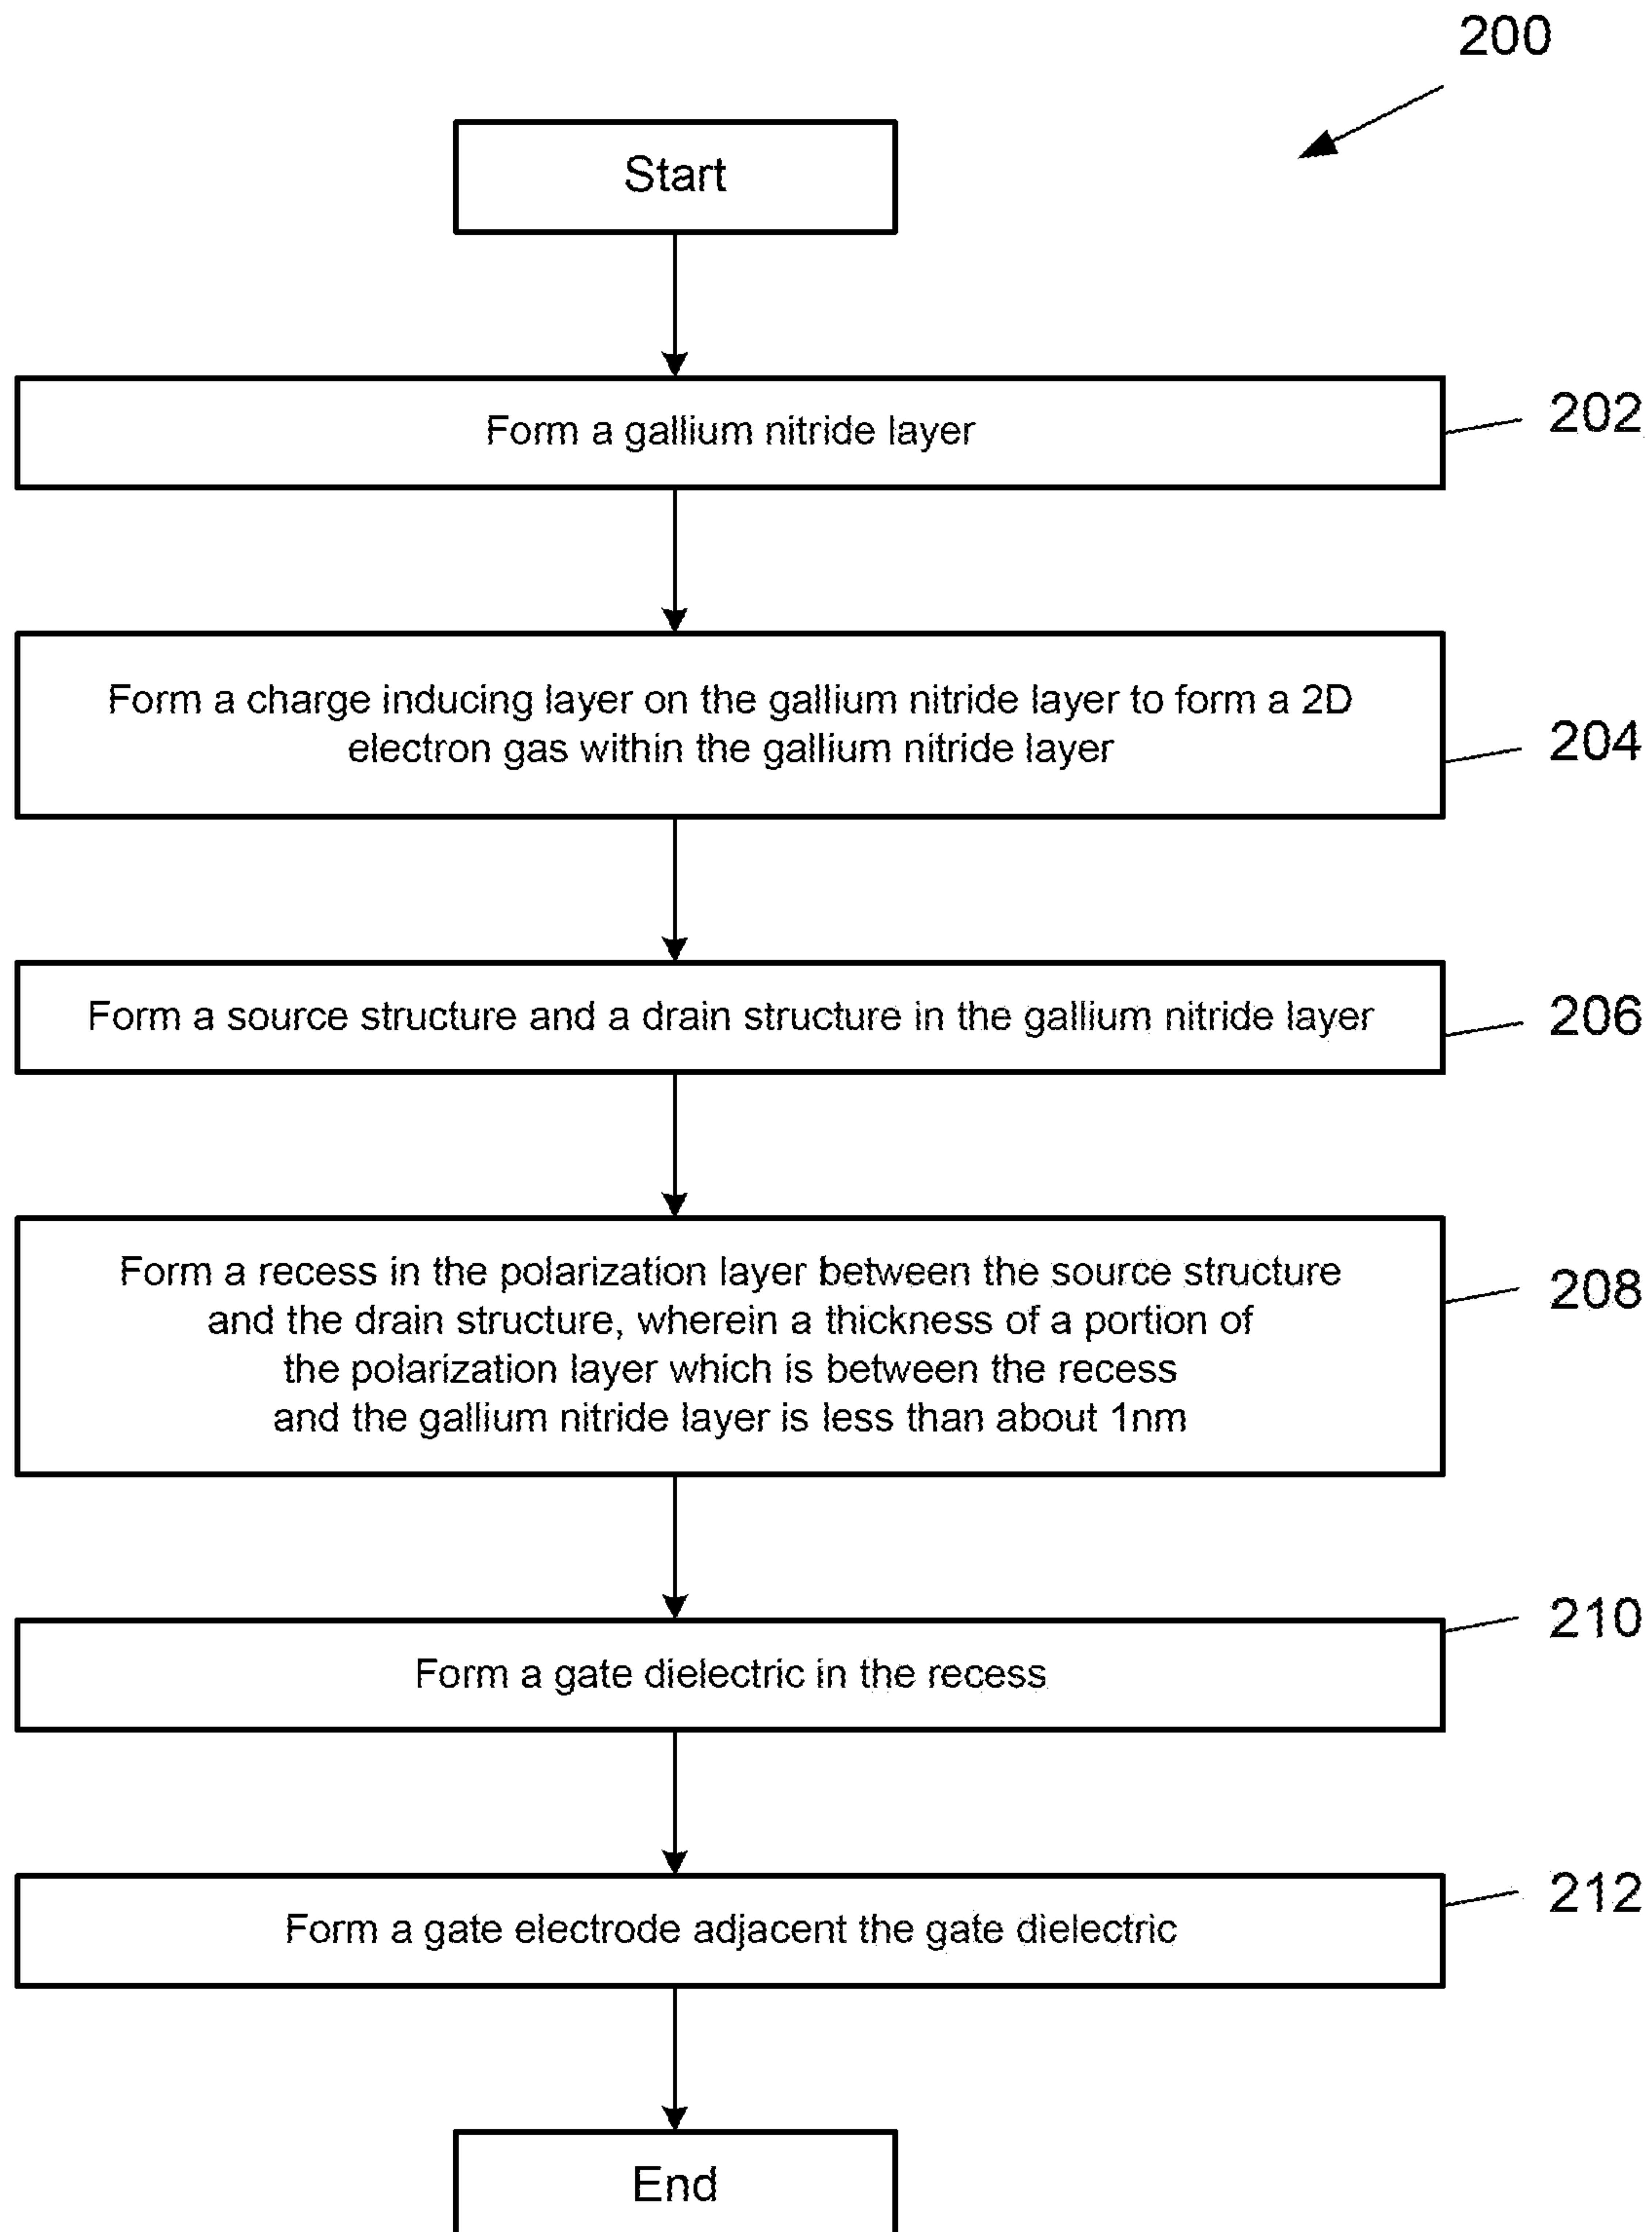 200
Start
Form a gallium nitride layer
202
Form a charge inducing layer on the gallium nitride layer to form a 2D
electron gas within the gallium nitride layer
204
Form a source structure and a drain structure in the gallium nitride layer
206
Form a recess in the polarization layer between the source structure
and the drain structure, wherein a thickness of a portion of
the polarization layer which is between the recess
and the gallium nitride layer is less than about 1nm
208
Form a gate dielectric in the recess
210
Form a gate electrode adjacent the gate dielectric
212
End